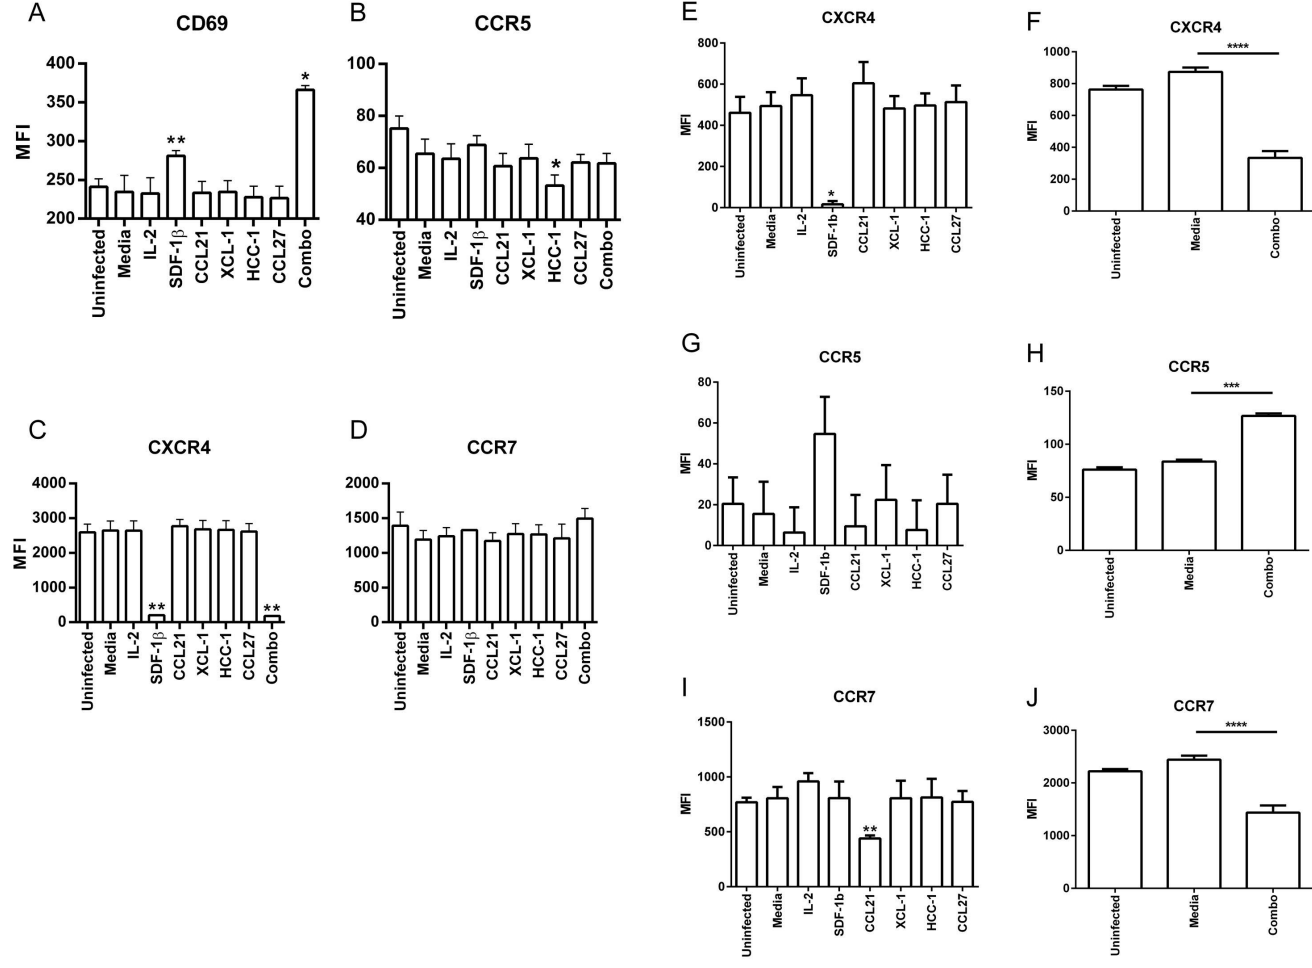 A
CD69
MFI
400
350
300
250
200
**
*
Uninfected
Media
IL-2
SDF-1β
CCL21
XCL-1
HCC-1
CCL27
Combo
B
CCR5
100
80
60
40
*
Uninfected
Media
IL-2
SDF-1β
CCL21
XCL-1
HCC-1
CCL27
Combo
C
CXCR4
MFI
4000
3000
2000
1000
0
**
**
Uninfected
Media
IL-2
SDF-1β
CCL21
XCL-1
HCC-1
CCL27
Combo
D
CCR7
2000
1500
1000
500
0
Uninfected
Media
IL-2
SDF-1β
CCL21
XCL-1
HCC-1
CCL27
Combo
E
CXCR4
MFI
800
600
400
200
0
*
Uninfected
Media
IL-2
SDF-1b
CCL21
XCL-1
HCC-1
CCL27
F
CXCR4
****
MFI
1000
800
600
400
200
0
Uninfected
Media
Combo
G
CCR5
MFI
80
60
40
20
0
Uninfected
Media
IL-2
SDF-1b
CCL21
XCL-1
HCC-1
CCL27
H
CCR5
***
MFI
150
100
50
0
Uninfected
Media
Combo
I
CCR7
MFI
1500
1000
500
0
**
Uninfected
Media
IL-2
SDF-1b
CCL21
XCL-1
HCC-1
CCL27
J
CCR7
****
MFI
3000
2000
1000
0
Uninfected
Media
Combo